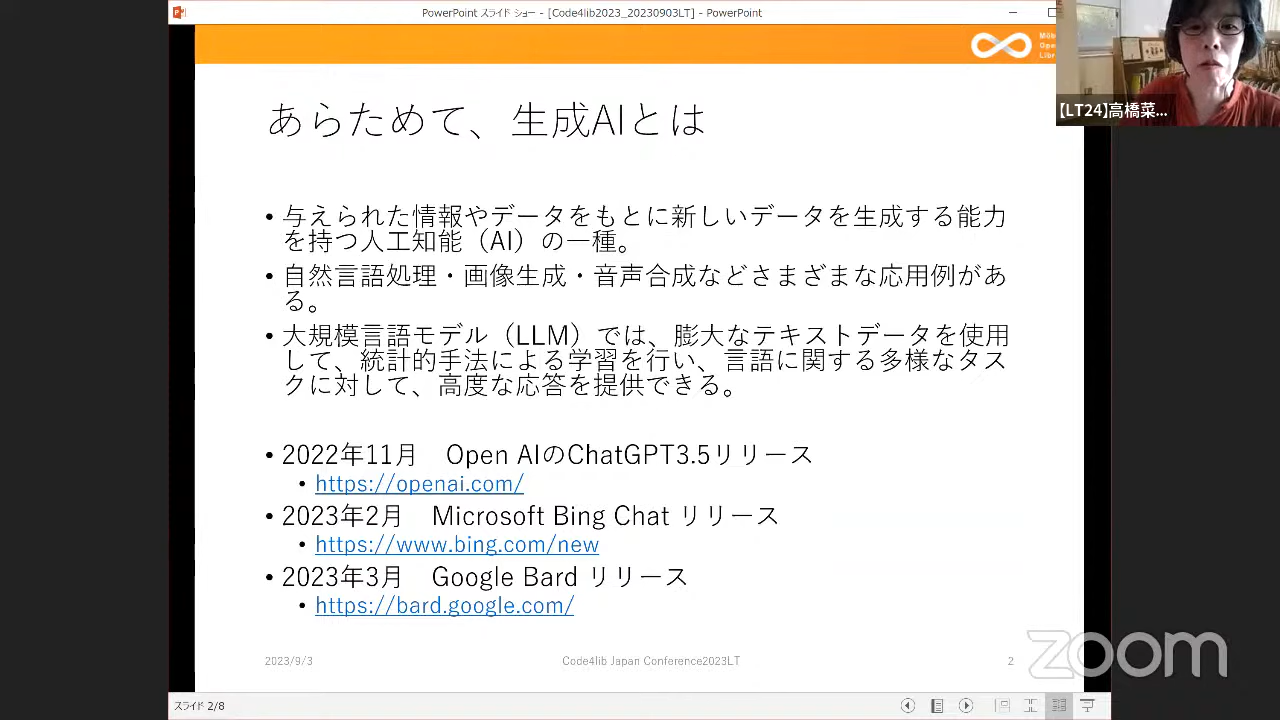 PowerPoint スライド ショー - [Code4lib2023_20230903LT] - PowerPoint
【LT24】高橋菜...
あらためて、生成AIとは
• 与えられた情報やデータをもとに新しいデータを生成する能力
を持つ人工知能（AI）の一種。
• 自然言語処理・画像生成・音声合成などさまざまな応用例があ
る。
• 大規模言語モデル（LLM）では、膨大なテキストデータを使用
して、統計的手法による学習を行い、言語に関する多様なタス
クに対して、高度な応答を提供できる。
• 2022年11月　Open AIのChatGPT3.5リリース
• https://openai.com/
• 2023年2月　Microsoft Bing Chat リリース
• https://www.bing.com/new
• 2023年3月　Google Bard リリース
• https://bard.google.com/
2023/9/3
Code4lib Japan Conference2023LT
2
zoom
スライド 2/8